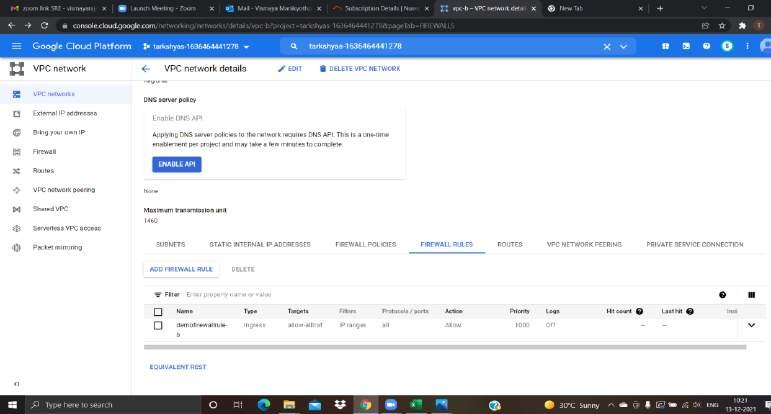 zoom link SRE - vismayan@
Launch Meeting - Zoom
Mail - Vismaya Manikyotho
Subscription Details | Nuvep
vpc-b – VPC network details
New Tab
console.cloud.google.com/networking/networks/details/vpc-b?project=tarkshyas-1636464441278&pageTab=FIREWALLS
Google Cloud Platform
tarkshyas-1636464441278
tarkshyas-1636464441278
VPC network
VPC network details
EDIT
DELETE VPC NETWORK
VPC networks
External IP addresses
Bring your own IP
Firewall
Routes
VPC network peering
Shared VPC
Serverless VPC access
Packet mirroring
Regional
DNS server policy
Enable DNS API
Applying DNS server policies to the network requires DNS API. This is a one-time
enablement per project and may take a few minutes to complete.
ENABLE API
None
Maximum transmission unit
1460
SUBNETS STATIC INTERNAL IP ADDRESSES FIREWALL POLICIES FIREWALL RULES ROUTES VPC NETWORK PEERING PRIVATE SERVICE CONNECTION
ADD FIREWALL RULE DELETE
Filter Enter property name or value
Name Type Targets Filters Protocols / ports Action Priority Logs Hit count Last hit Insi
demofirewallrule- Ingress IP ranges all Allow 1000 Off – –
b
EQUIVALENT REST
Type here to search
30°C Sunny
ENG
10:21
13-12-2021